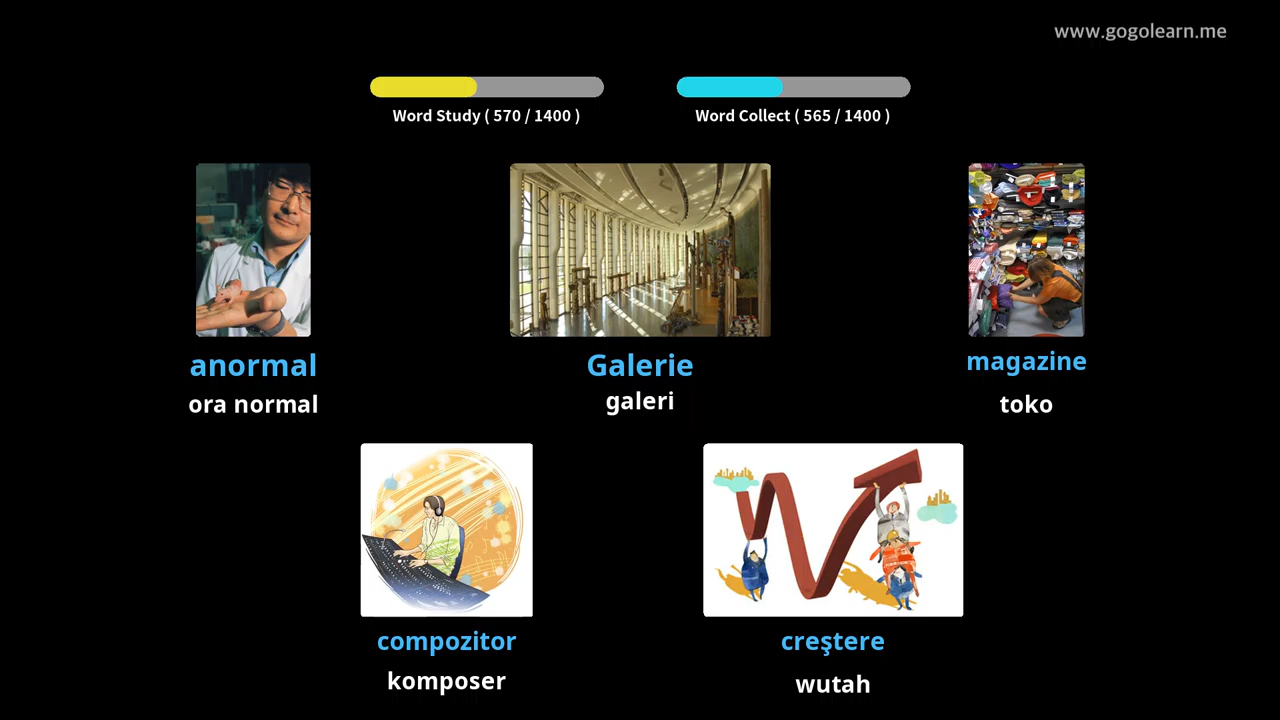 www.gogolearn.me
Word Study ( 570 / 1400 )
Word Collect ( 565 / 1400 )
anormal
ora normal
Galerie
galeri
magazine
toko
compozitor
komposer
creştere
wutah